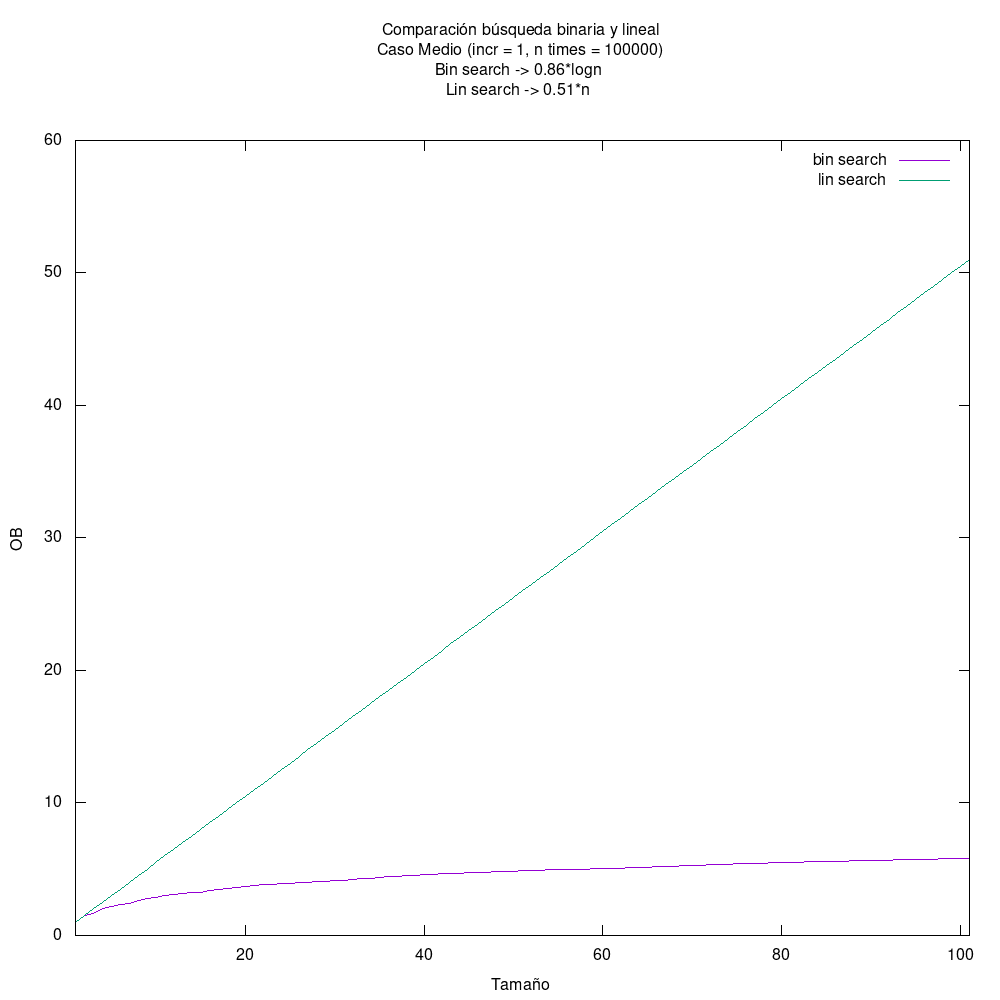 Comparación búsqueda binaria y lineal
Caso Medio (incr = 1, n times = 100000)
Bin search -> 0.86*logn
Lin search -> 0.51*n
bin search
lin search
60
50
40
30
20
10
0
OB
20 40 60 80 100
Tamaño